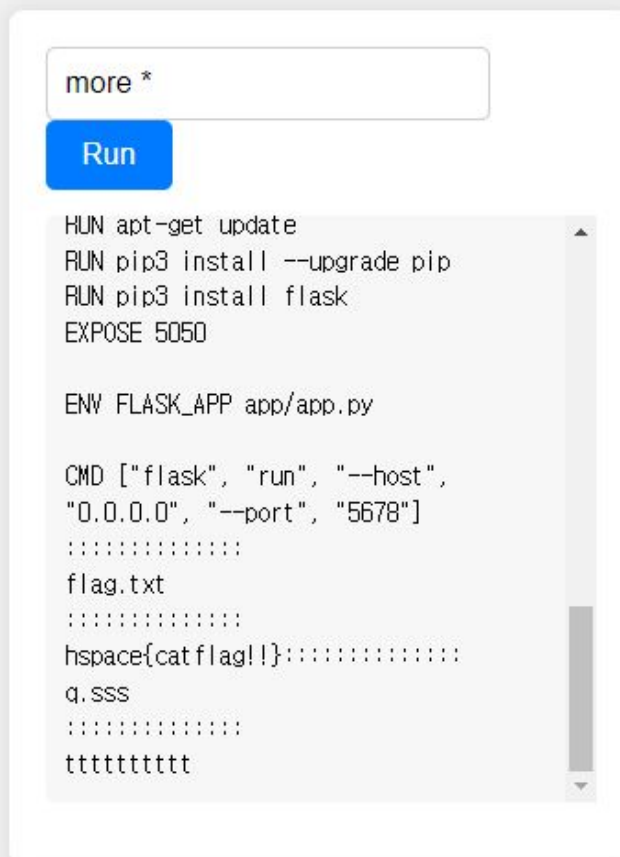 more *
Run
RUN apt-get update
RUN pip3 install --upgrade pip
RUN pip3 install flask
EXPOSE 5050
ENV FLASK_APP app/app.py
CMD ["flask", "run", "--host",
"0.0.0.0", "--port", "5678"]
::::::::::::::
flag.txt
::::::::::::::
hspace{catflag!!}::::::::::::::
q.sss
::::::::::::::
tttttttttt